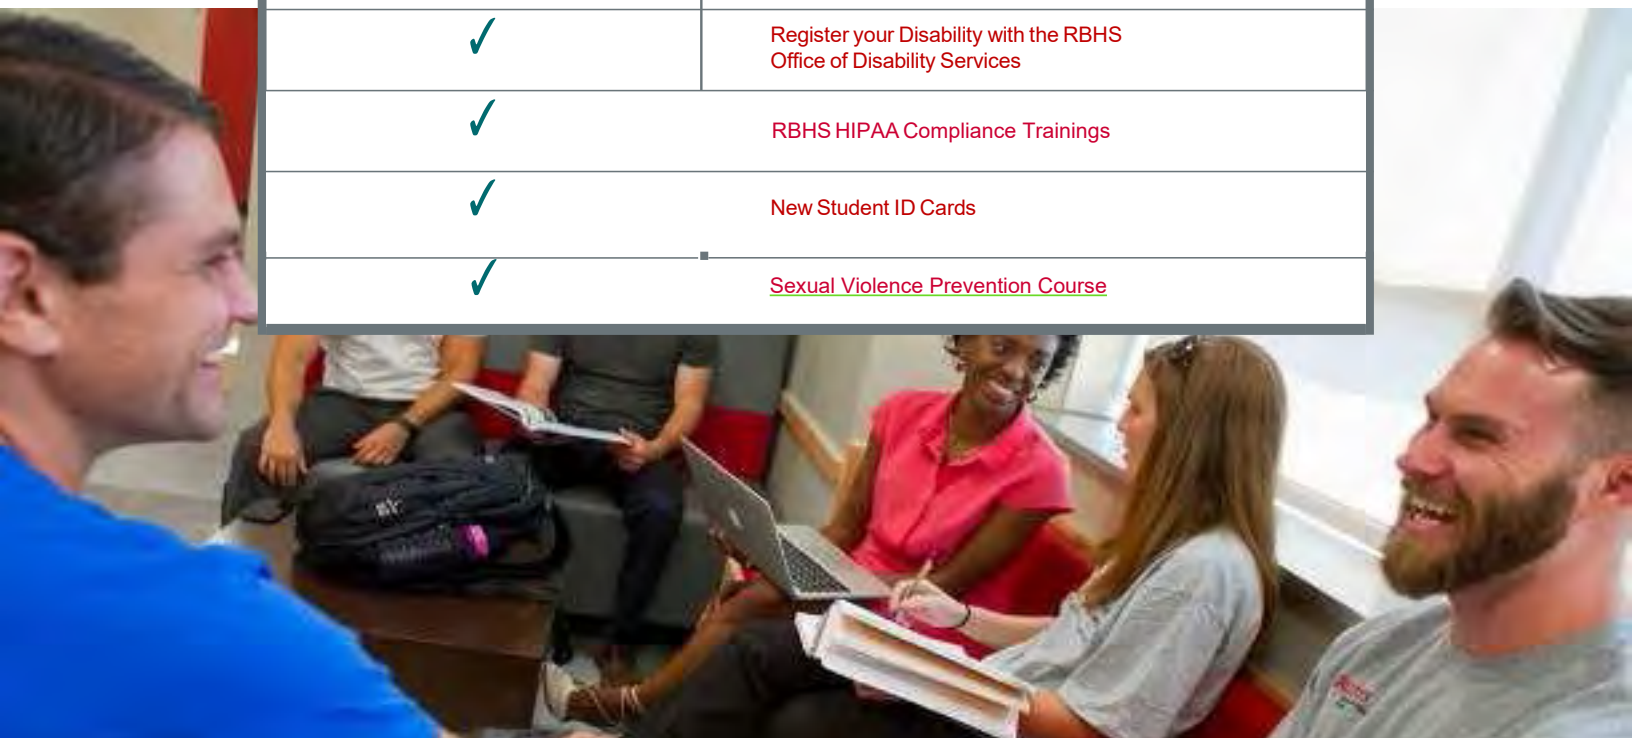 ✓
Register your Disability with the RBHS
Office of Disability Services
✓
RBHS HIPAA Compliance Trainings
✓
New Student ID Cards
✓
Sexual Violence Prevention Course